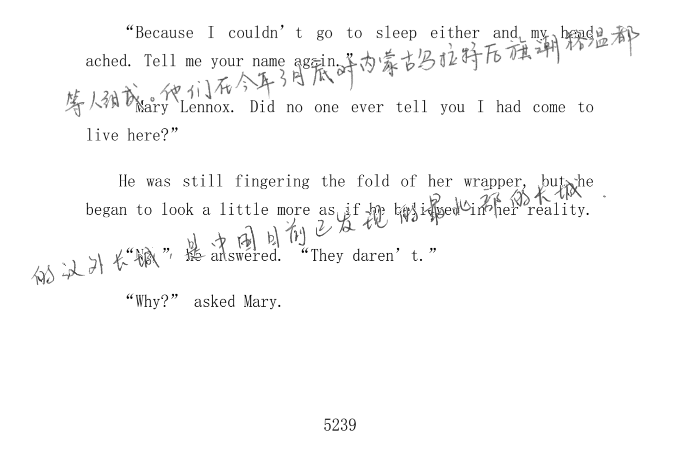 “Because I couldn't go to sleep either and my head
ached. Tell me your name again.”
等人组成。他们在今年3月底对内蒙古乌拉特后旗潮格温都
“Mary Lennox. Did no one ever tell you I had come to
live here?”
He was still fingering the fold of her wrapper, but he
began to look a little more as if he believed in her reality.
的汉外长城，是中国目前已发现的最北部的长城.
“No,” he answered. “They daren't.”
“Why?” asked Mary.
5239